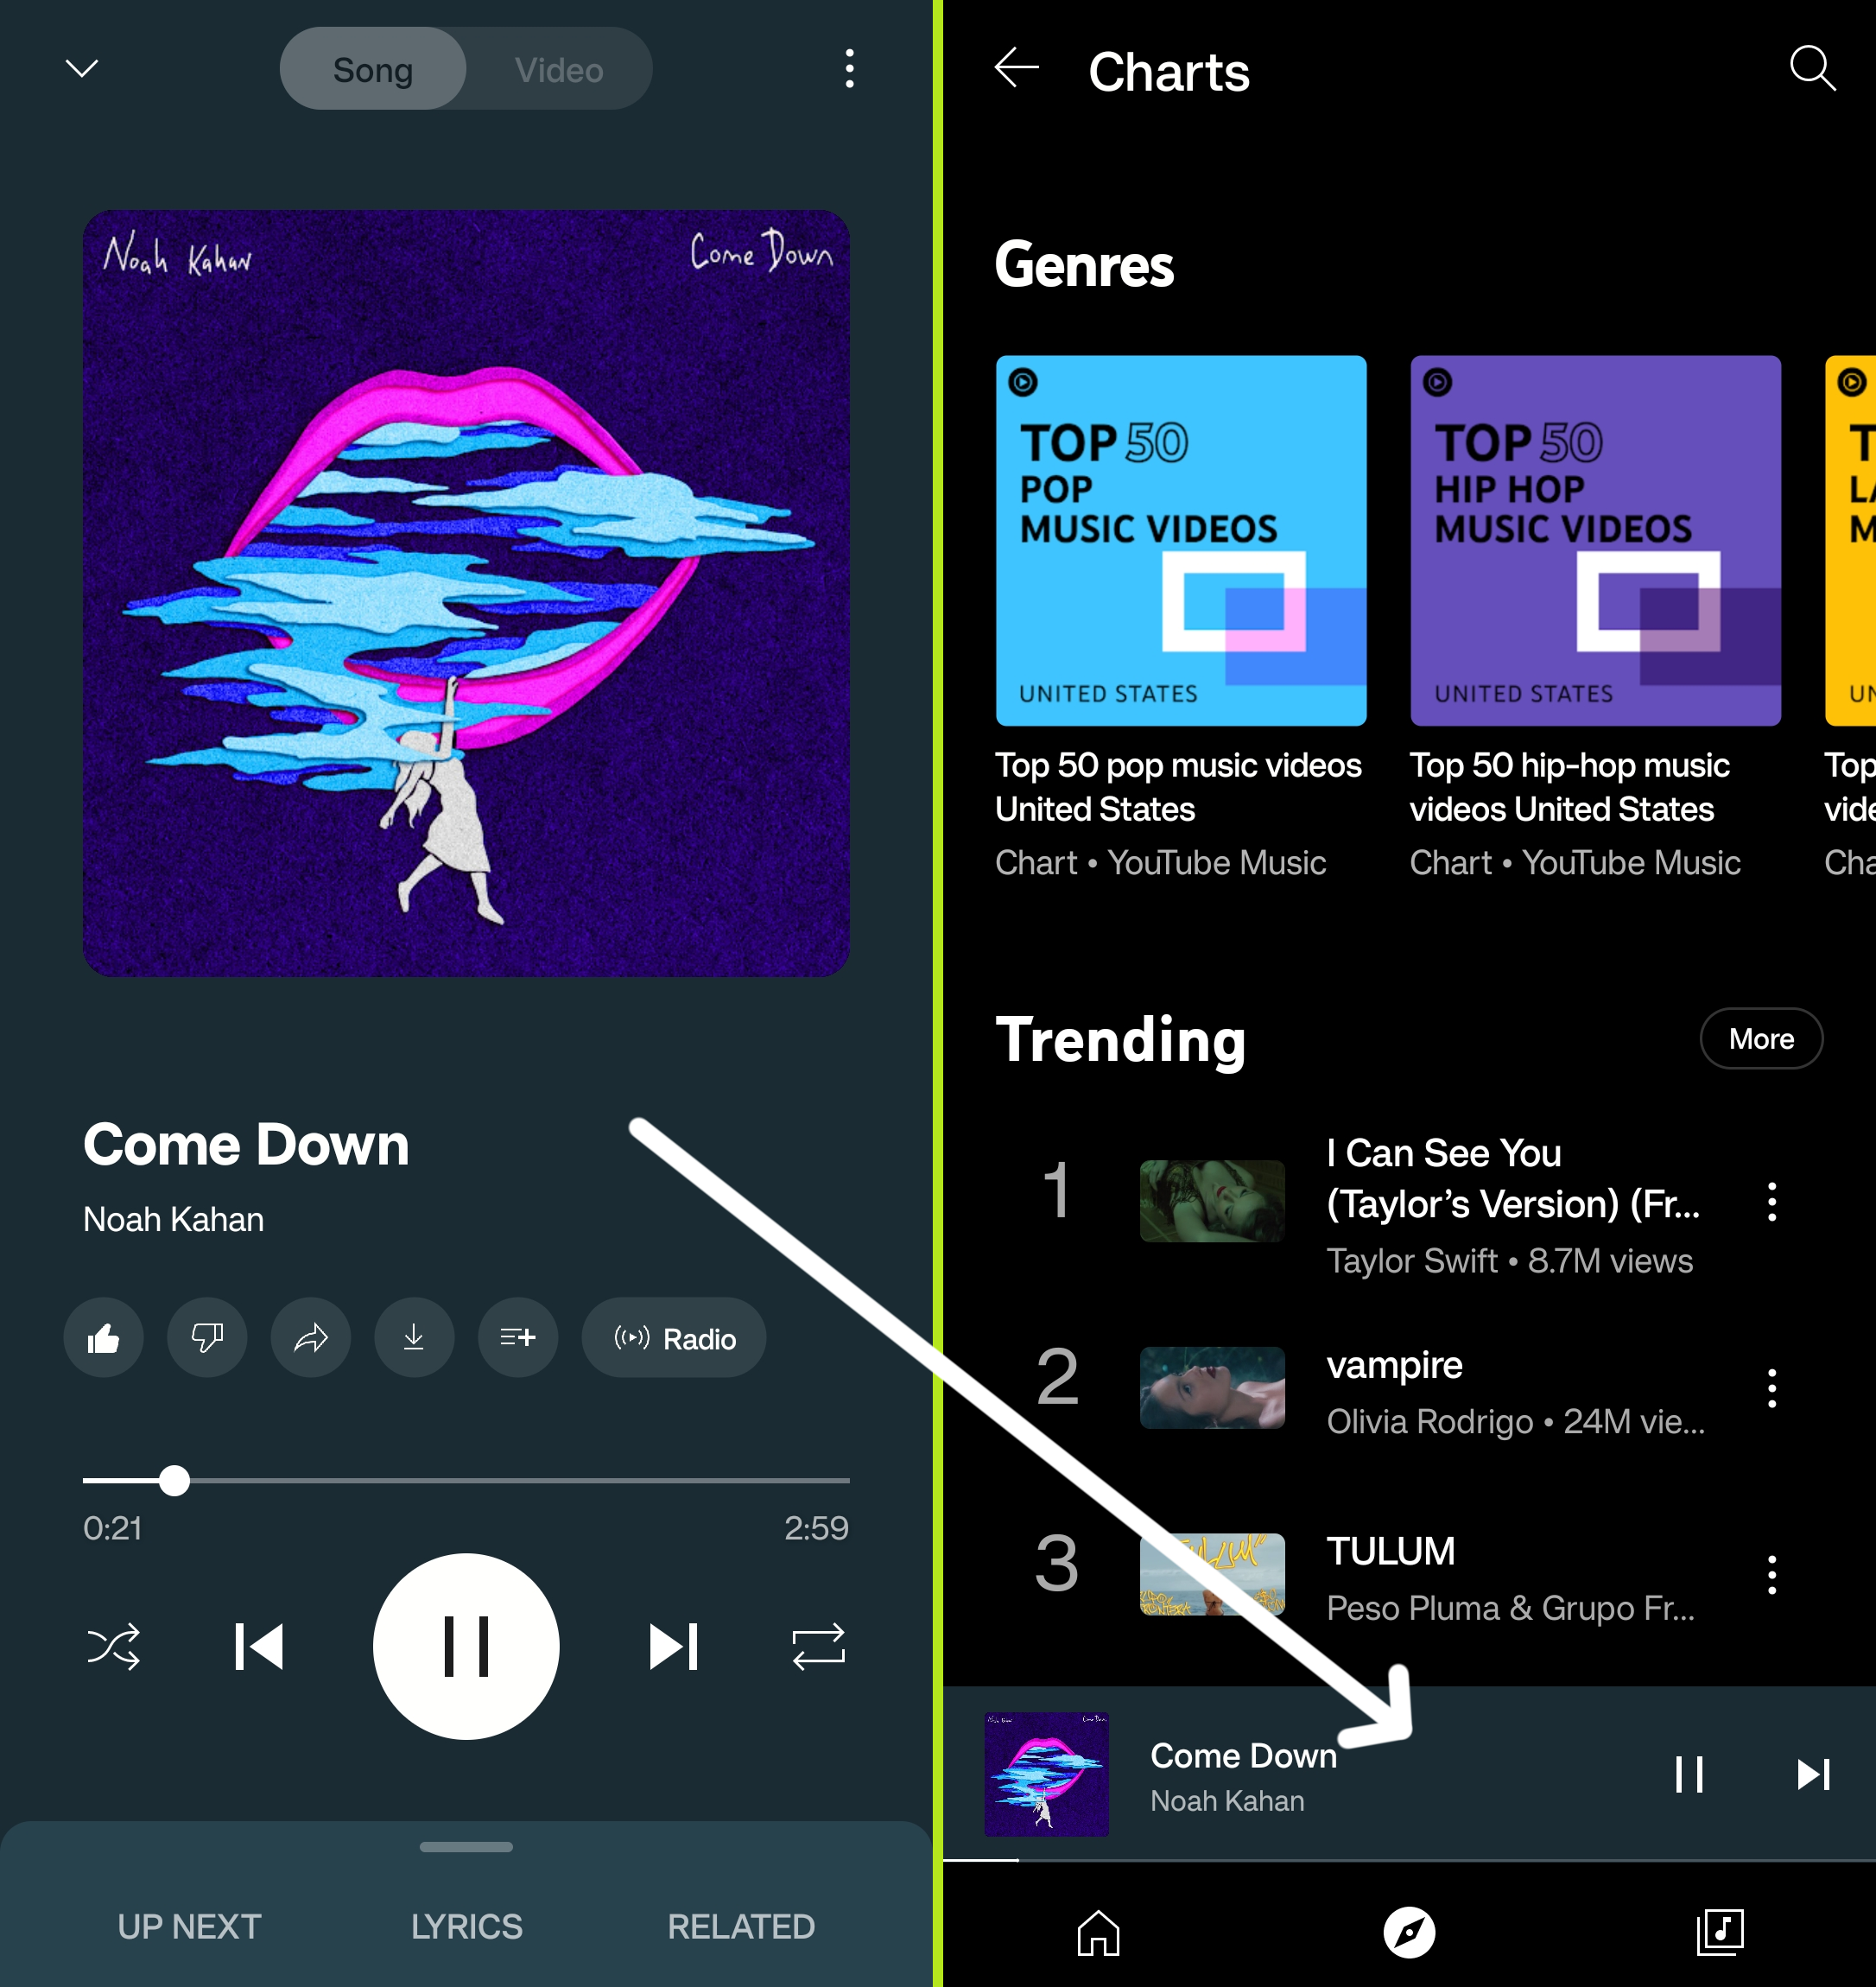 Song
Video
Noah Kahan
Come Down
Come Down
Noah Kahan
Radio
0:21
2:59
UP NEXT
LYRICS
RELATED
Charts
Genres
TOP 50
POP
MUSIC VIDEOS
UNITED STATES
Top 50 pop music videos
United States
Chart • YouTube Music
TOP 50
HIP HOP
MUSIC VIDEOS
UNITED STATES
Top 50 hip-hop music
videos United States
Chart • YouTube Music
Top
Trending
More
1
I Can See You
(Taylor’s Version) (Fr...
Taylor Swift • 8.7M views
2
vampire
Olivia Rodrigo • 24M vie...
3
TULUM
Peso Pluma & Grupo Fr...
Noah Kahan
Come Down
Come Down
Noah Kahan